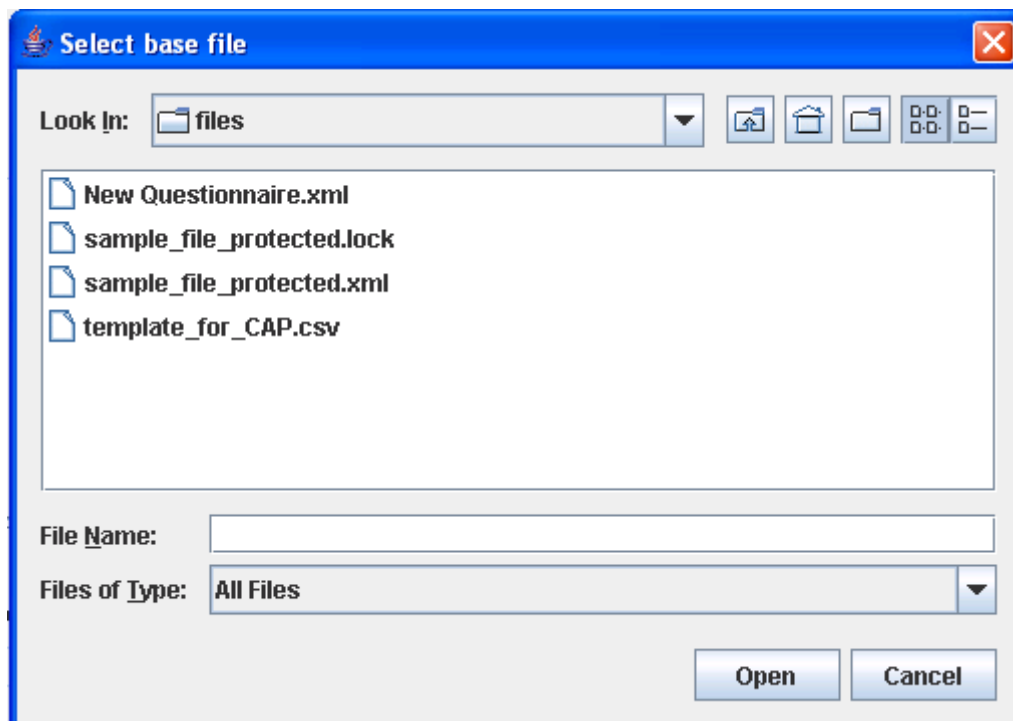 Select base file
Look In: files
New Questionnaire.xml
sample_file_protected.lock
sample_file_protected.xml
template_for_CAP.csv
File Name:
Files of Type: All Files
Open Cancel